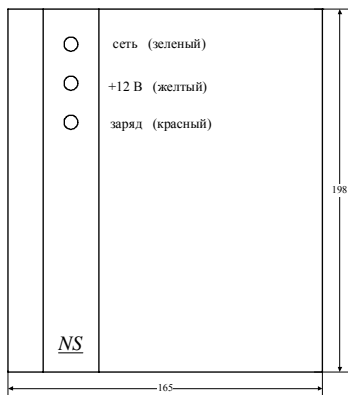 сеть (зеленый)
+12 В (желтый)
заряд (красный)
198
NS
165